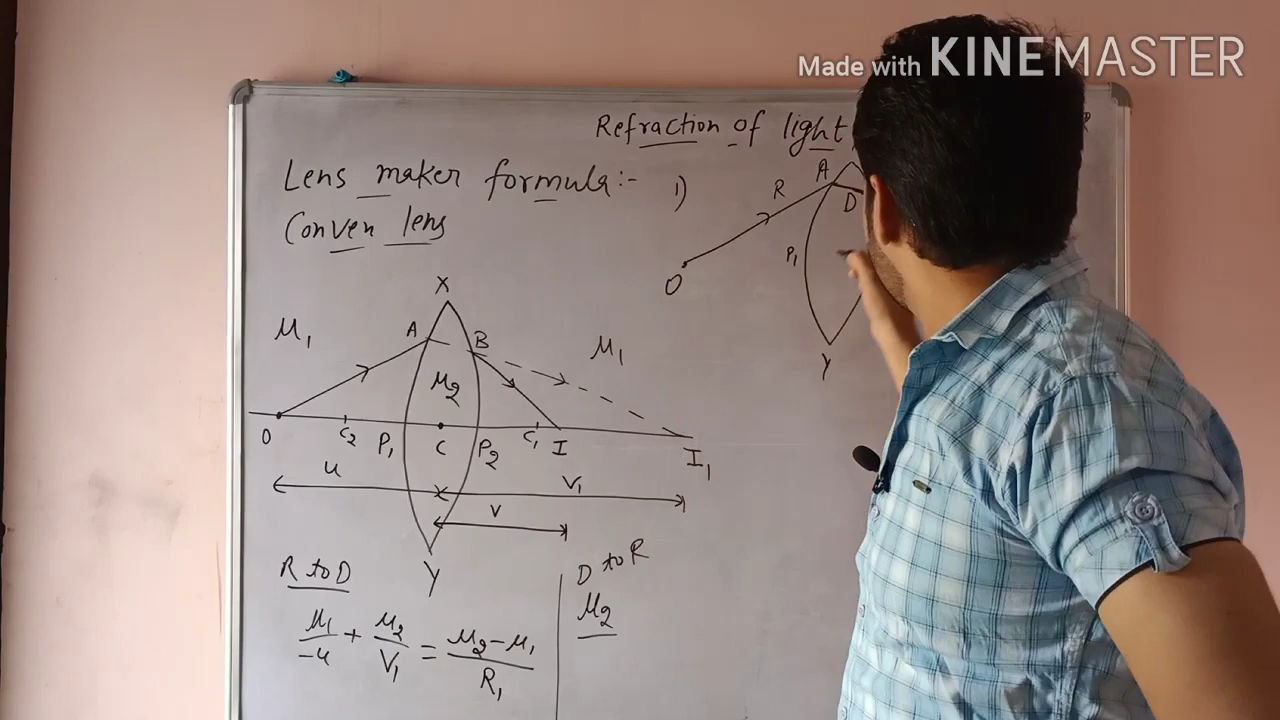 Made with KINEMASTER
Refraction of light
Lens maker formula:-
Conven lens
1)
A
R
D
P₁
O
Y
X
μ₁
A
B
μ₁
μ₂
O
C₂
P₁
C
P₂
C₁
I
I₁
u
V₁
v
Y
R to D
μ₁/-u + μ₂/V₁ = μ₂-μ₁/R₁
D to R
μ₂